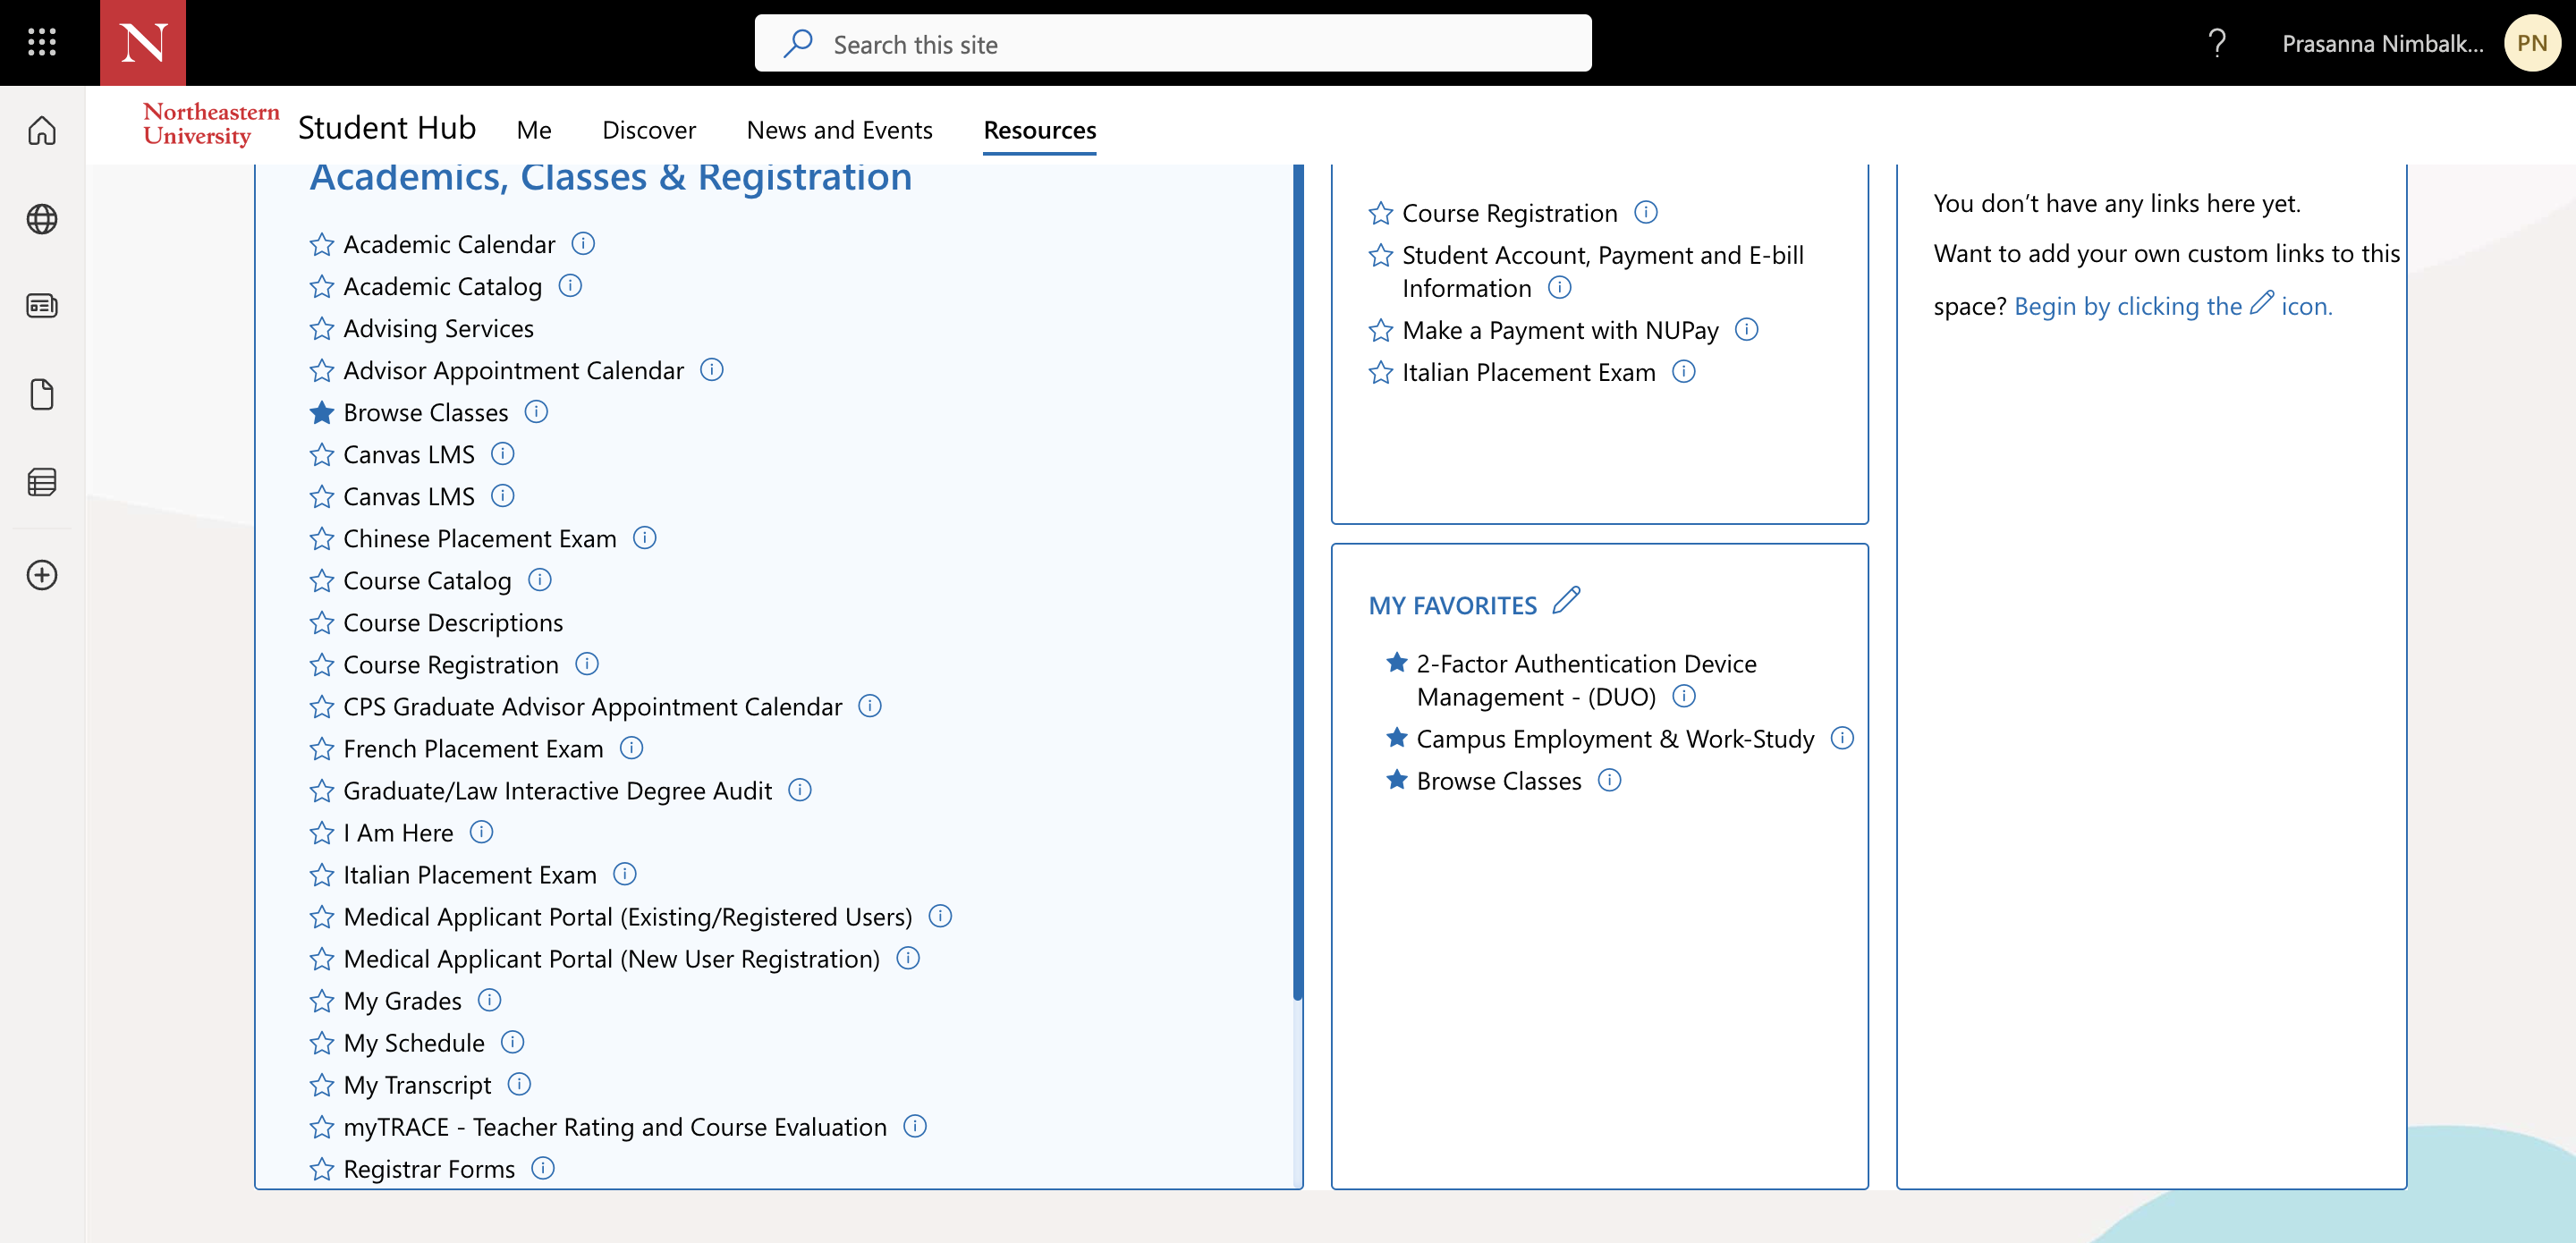 N
Search this site
?
Prasanna Nimbalk...
PN
Northeastern
University
Student Hub
Me
Discover
News and Events
Resources
Academics, Classes & Registration
Academic Calendar
Academic Catalog
Advising Services
Advisor Appointment Calendar
Browse Classes
Canvas LMS
Canvas LMS
Chinese Placement Exam
Course Catalog
Course Descriptions
Course Registration
CPS Graduate Advisor Appointment Calendar
French Placement Exam
Graduate/Law Interactive Degree Audit
I Am Here
Italian Placement Exam
Medical Applicant Portal (Existing/Registered Users)
Medical Applicant Portal (New User Registration)
My Grades
My Schedule
My Transcript
myTRACE - Teacher Rating and Course Evaluation
Registrar Forms
Course Registration
Student Account, Payment and E-bill
Information
Make a Payment with NUPay
Italian Placement Exam
MY FAVORITES
2-Factor Authentication Device
Management - (DUO)
Campus Employment & Work-Study
Browse Classes
You don’t have any links here yet.
Want to add your own custom links to this
space? Begin by clicking the icon.